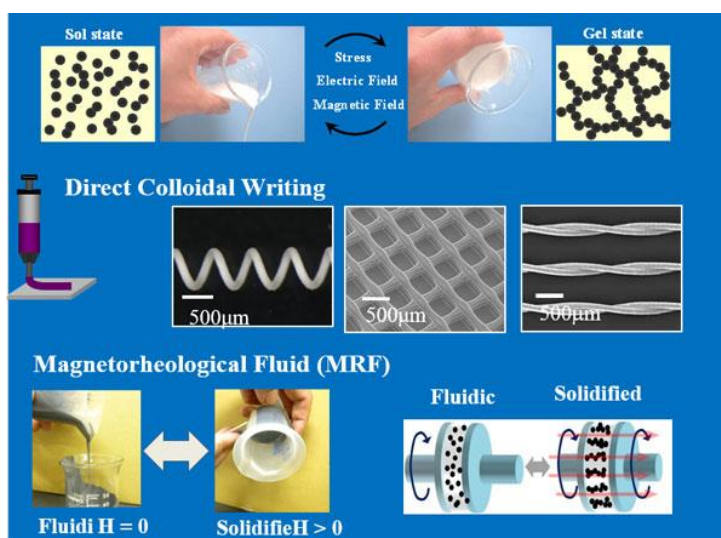 Sol state
Gel state
Stress
Electric Field
Magnetic Field
Direct Colloidal Writing
500μm
500μm
500μm
Magnetorheological Fluid (MRF)
Fluidic
Solidified
Fluidi H = 0
SolidifieH > 0